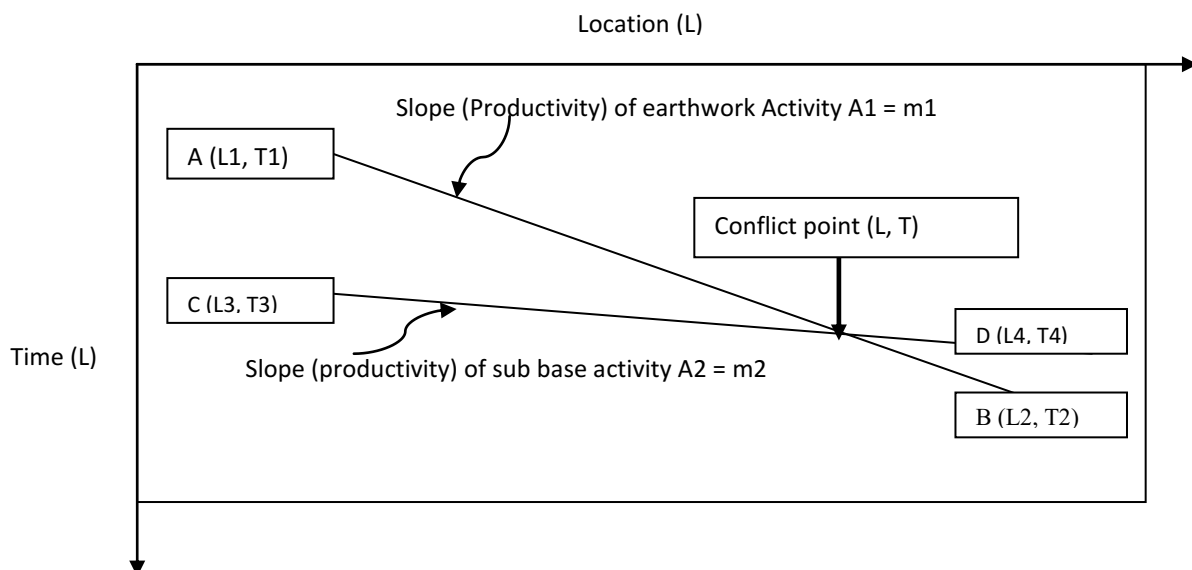 Location (L)
Slope (Productivity) of earthwork Activity A1 = m1
A (L1, T1)
Conflict point (L, T)
C (L3, T3)
D (L4, T4)
Time (L)
Slope (productivity) of sub base activity A2 = m2
B (L2, T2)